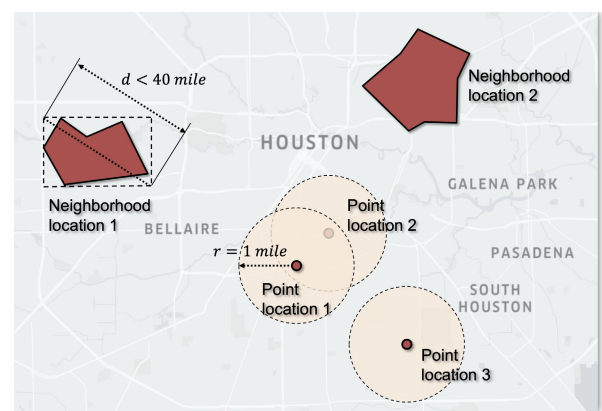 d < 40 mile
Neighborhood
location 2
HOUSTON
GALENA PARK
Neighborhood
location 1
BELLAIRE
Point
location 2
r = 1 mile
PASADENA
Point
location 1
SOUTH
HOUSTON
Point
location 3